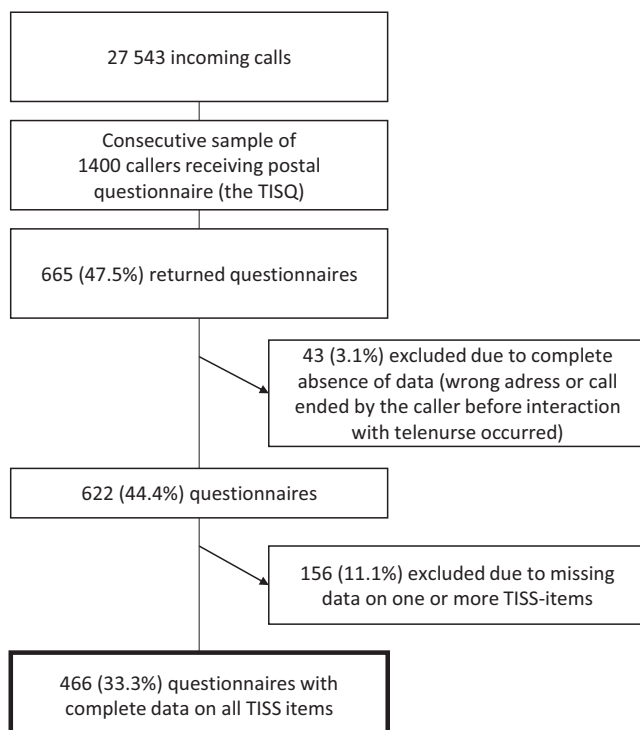 27 543 incoming calls
Consecutive sample of
1400 callers receiving postal
questionnaire (the TISQ)
665 (47.5%) returned questionnaires
43 (3.1%) excluded due to complete
absence of data (wrong adress or call
ended by the caller before interaction
with telenurse occurred)
622 (44.4%) questionnaires
156 (11.1%) excluded due to missing
data on one or more TISS-items
466 (33.3%) questionnaires with
complete data on all TISS items